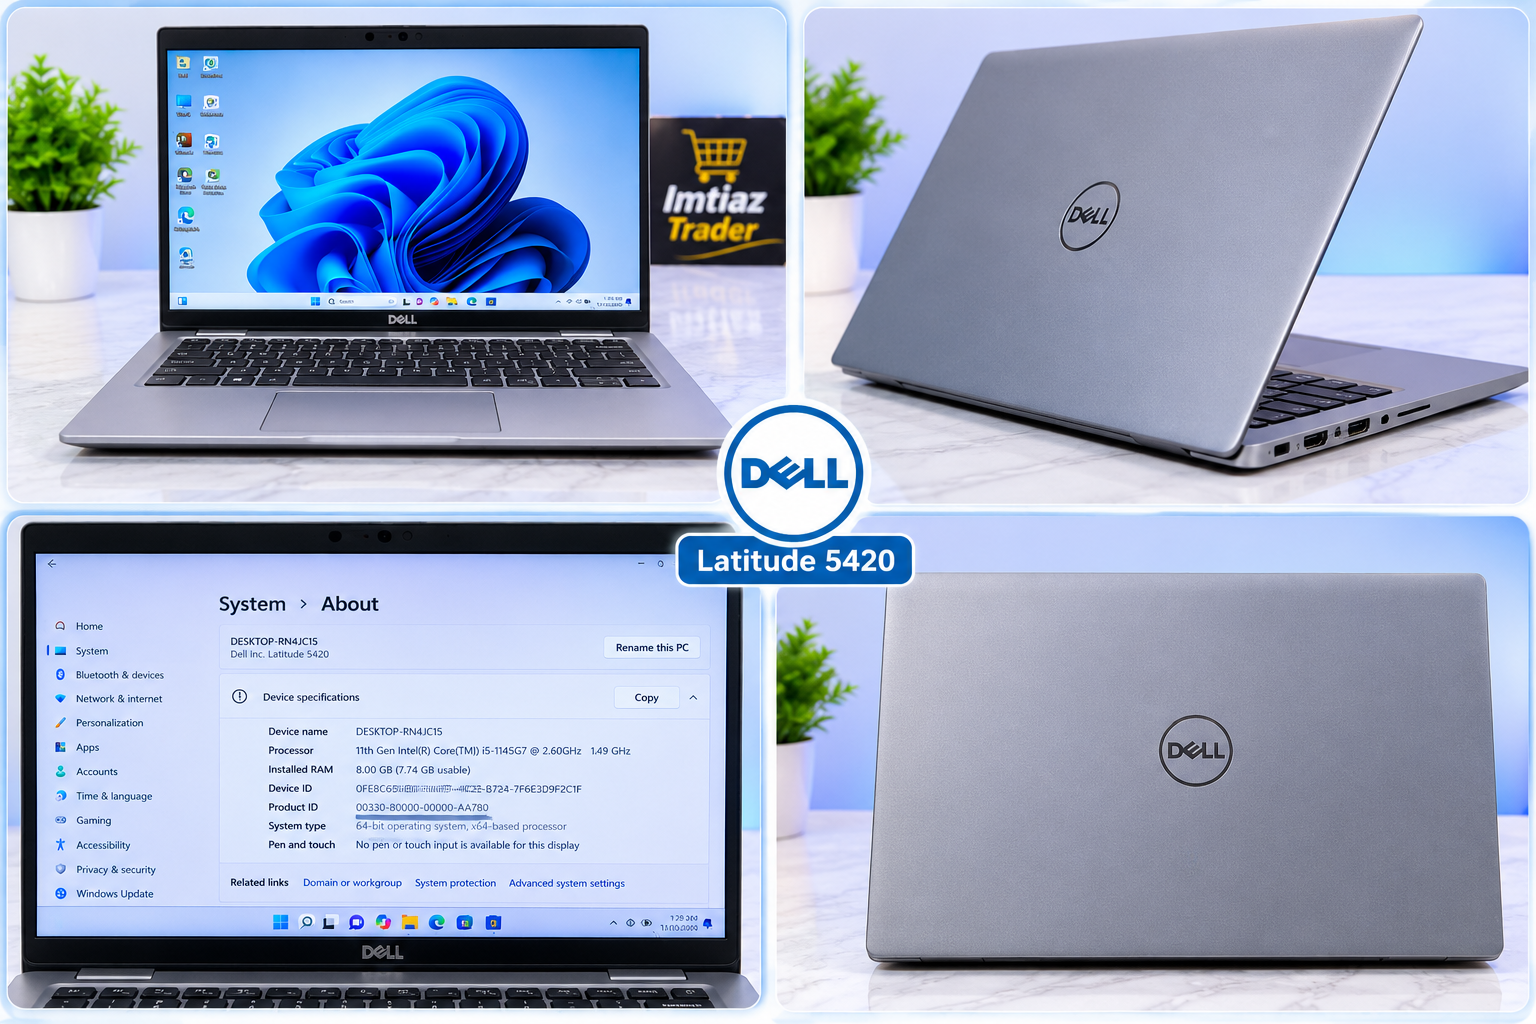 DELL
Imtiaz
Trader
DELL
DELL
Latitude 5420
System > About
DESKTOP-RN4JC15
Dell Inc. Latitude 5420
Rename this PC
Device specifications
Copy
Device name DESKTOP-RN4JC15
Processor 11th Gen Intel(R) Core(TM) i5-1145G7 @ 2.60GHz 1.49 GHz
Installed RAM 8.00 GB (7.74 GB usable)
Device ID
Product ID 00330-80000-00000-AA780
System type 64-bit operating system, x64-based processor
Pen and touch No pen or touch input is available for this display
Related links Domain or workgroup System protection Advanced system settings
Home
System
Bluetooth & devices
Network & internet
Personalization
Apps
Accounts
Time & language
Gaming
Accessibility
Privacy & security
Windows Update
DELL
DELL